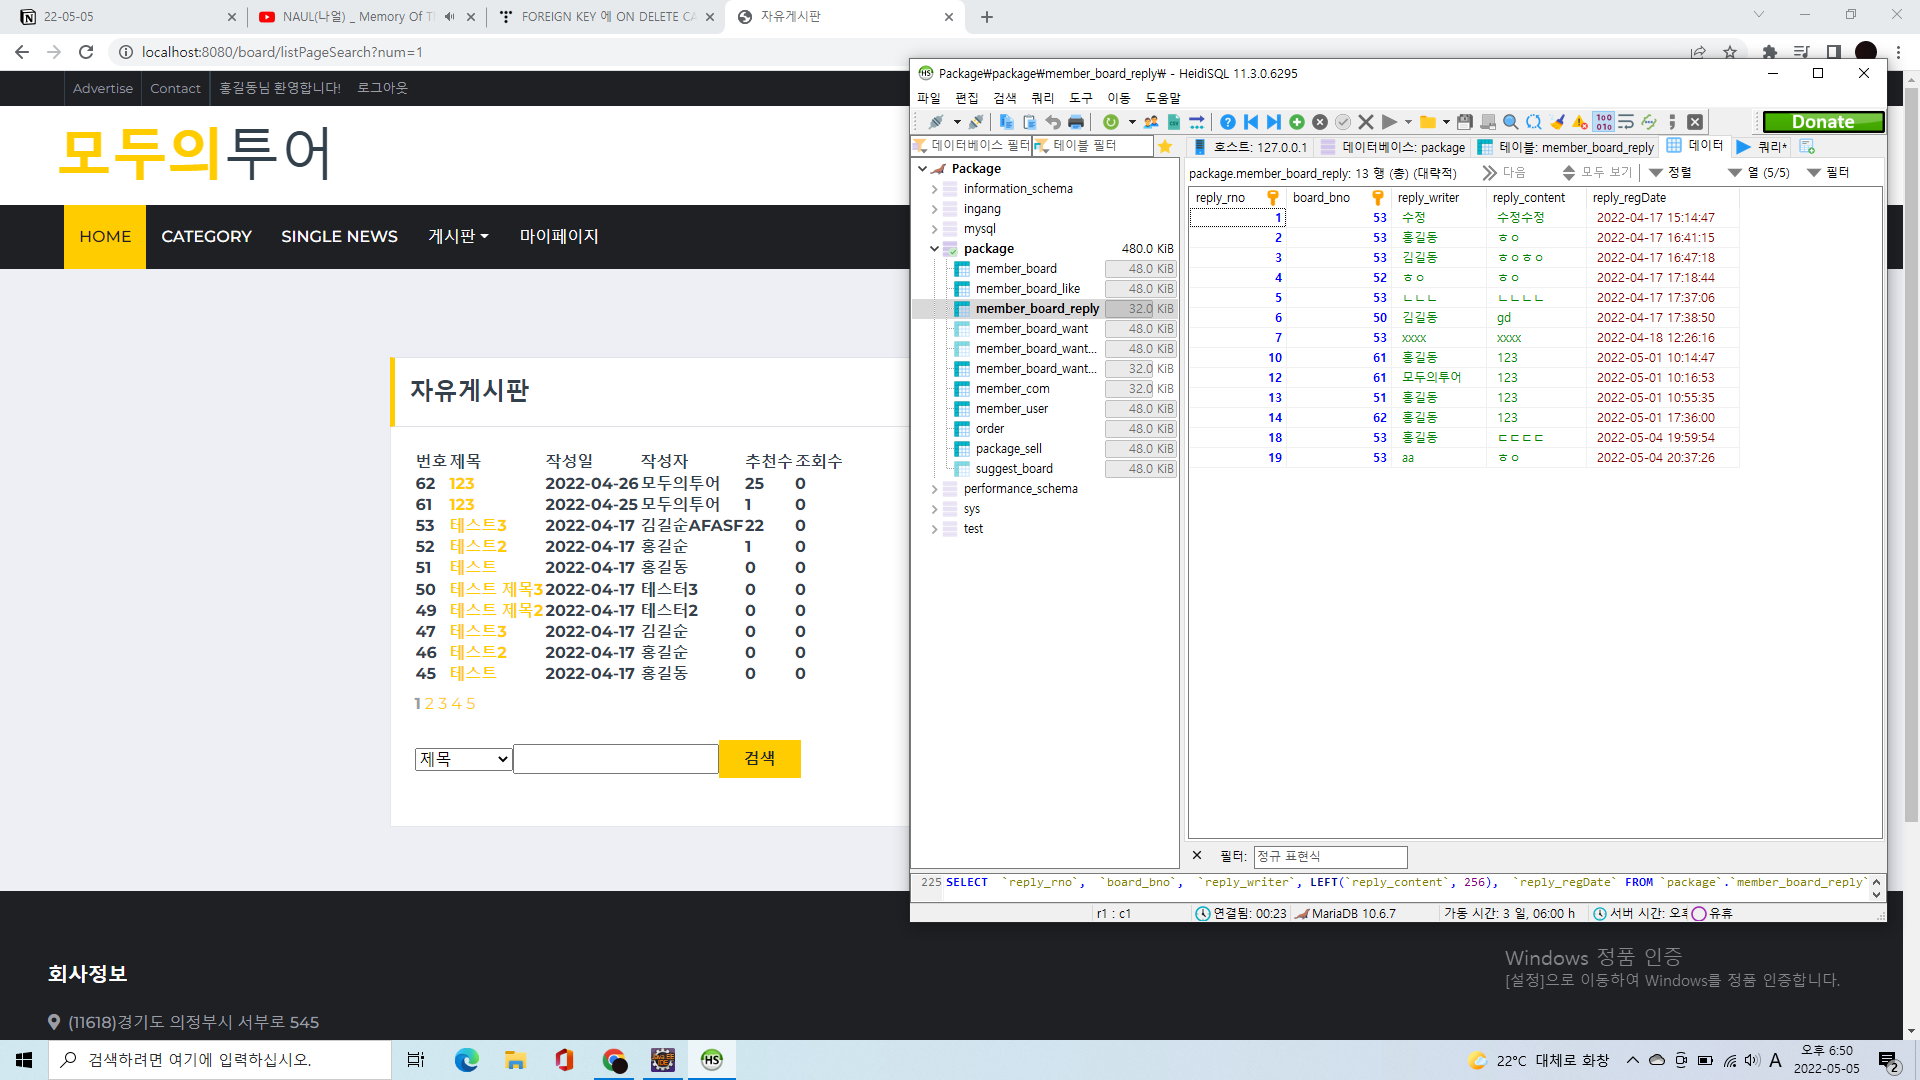 22-05-05
NAUL(나얼) _ Memory Of T
FOREIGN KEY 에 ON DELETE CA
자유게시판
localhost:8080/board/listPageSearch?num=1
Advertise
Contact
홍길동님 환영합니다!
로그아웃
모두의투어
HOME
CATEGORY
SINGLE NEWS
게시판
마이페이지
자유게시판
번호 제목 작성일 작성자 추천수 조회수
62 123 2022-04-26 모두의투어 25 0
61 123 2022-04-25 모두의투어 1 0
53 테스트3 2022-04-17 김길순AFASF 22 0
52 테스트2 2022-04-17 홍길순 1 0
51 테스트 2022-04-17 홍길동 0 0
50 테스트 제목3 2022-04-17 테스터3 0 0
49 테스트 제목2 2022-04-17 테스터2 0 0
47 테스트3 2022-04-17 김길순 0 0
46 테스트2 2022-04-17 홍길순 0 0
45 테스트 2022-04-17 홍길동 0 0
1 2 3 4 5
제목
검색
회사정보
(11618)경기도 의정부시 서부로 545
Package₩package₩member_board_reply₩ - HeidiSQL 11.3.0.6295
파일 편집 검색 쿼리 도구 이동 도움말
Donate
데이터베이스 필터
테이블 필터
호스트: 127.0.0.1
데이터베이스: package
테이블: member_board_reply
데이터
쿼리*
Package
information_schema
ingang
mysql
package 480.0 KiB
member_board 48.0 KiB
member_board_like 48.0 KiB
member_board_reply 32.0 KiB
member_board_want 48.0 KiB
member_board_want... 48.0 KiB
member_board_want... 32.0 KiB
member_com 32.0 KiB
member_user 48.0 KiB
order 48.0 KiB
package_sell 48.0 KiB
suggest_board 48.0 KiB
performance_schema
sys
test
package.member_board_reply: 13 행 (총) (대략적)
다음
모두 보기
정렬
열 (5/5)
필터
reply_rno board_bno reply_writer reply_content reply_regDate
1 53 수정 수정수정 2022-04-17 15:14:47
2 53 홍길동 ㅎㅇ 2022-04-17 16:41:15
3 53 김길동 ㅎㅇㅎㅇ 2022-04-17 16:47:18
4 52 ㅎㅇ ㅎㅇ 2022-04-17 17:18:44
5 53 ㄴㄴㄴ ㄴㄴㄴㄴ 2022-04-17 17:37:06
6 50 김길동 gd 2022-04-17 17:38:50
7 53 xxxx xxxx 2022-04-18 12:26:16
10 61 홍길동 123 2022-05-01 10:14:47
12 61 모두의투어 123 2022-05-01 10:16:53
13 51 홍길동 123 2022-05-01 10:55:35
14 62 홍길동 123 2022-05-01 17:36:00
18 53 홍길동 ㄷㄷㄷㄷ 2022-05-04 19:59:54
19 53 aa ㅎㅇ 2022-05-04 20:37:26
필터: 정규 표현식
225 SELECT `reply_rno`, `board_bno`, `reply_writer`, LEFT(`reply_content`, 256), `reply_regDate` FROM `package`.`member_board_reply`
r1 : c1
연결됨: 00:23
MariaDB 10.6.7
가동 시간: 3 일, 06:00 h
서버 시간: 오후
유휴
Windows 정품 인증
[설정]으로 이동하여 Windows를 정품 인증합니다.
검색하려면 여기에 입력하십시오.
HS
22°C 대체로 화창
A
오후 6:50
2022-05-05
2